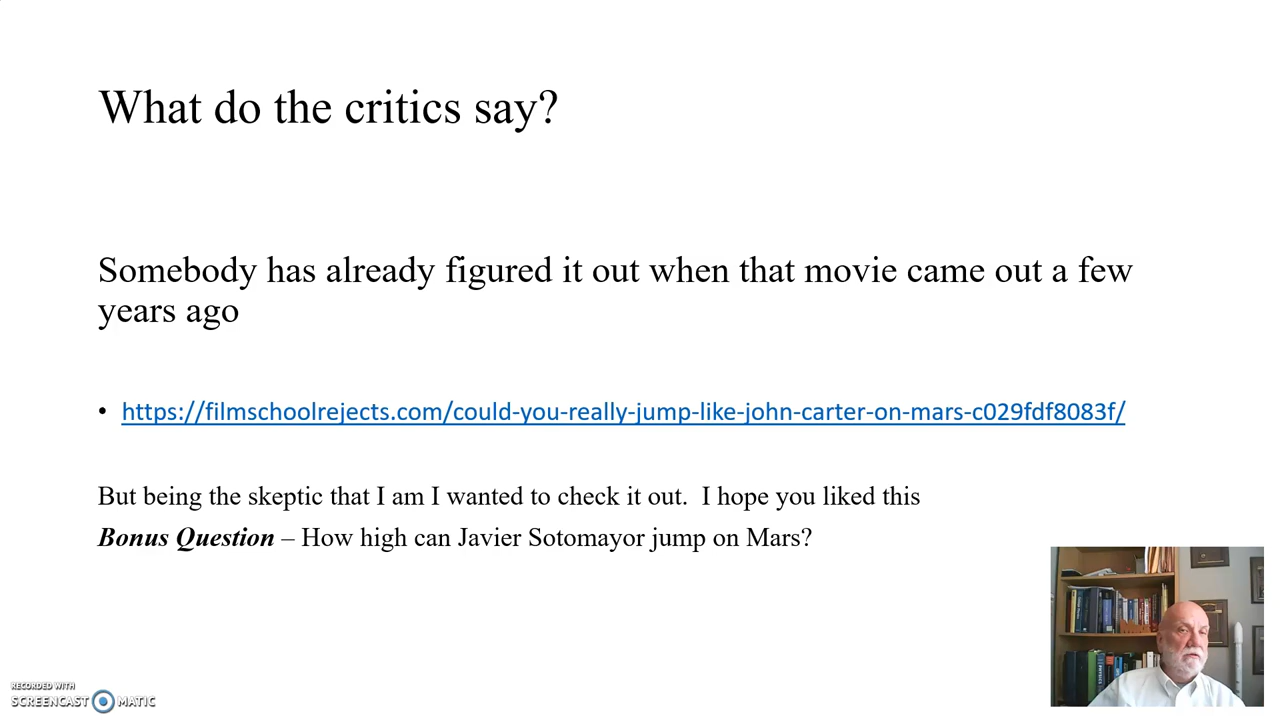 What do the critics say?
Somebody has already figured it out when that movie came out a few
years ago
• https://filmschoolrejects.com/could-you-really-jump-like-john-carter-on-mars-c029fdf8083f/
But being the skeptic that I am I wanted to check it out.  I hope you liked this
Bonus Question – How high can Javier Sotomayor jump on Mars?
RECORDED WITH
SCREENCAST MATIC